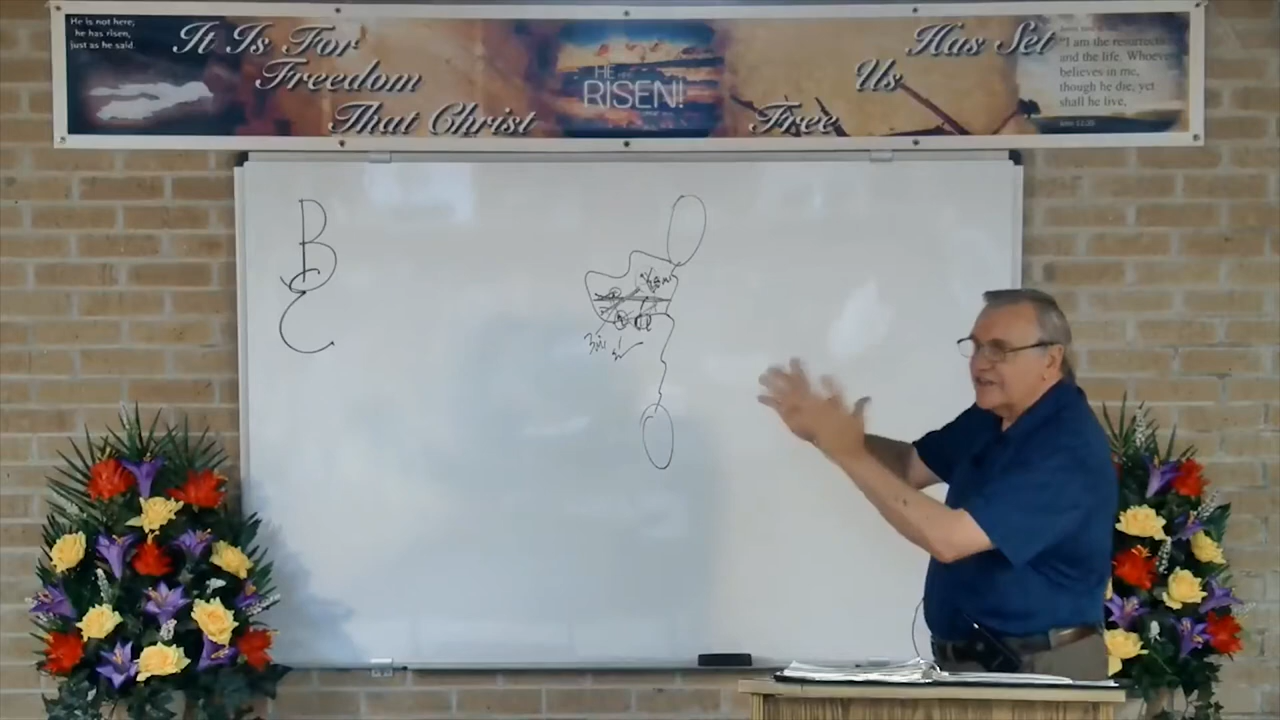 He is not here;
he has risen,
just as he said.
It Is For
Freedom
That Christ
HE
RISEN!
Has Set
Us
Free
"I am the resurrecti
and the life. Whoeve
believes in me,
though he die, yet
shall he live,
B
C